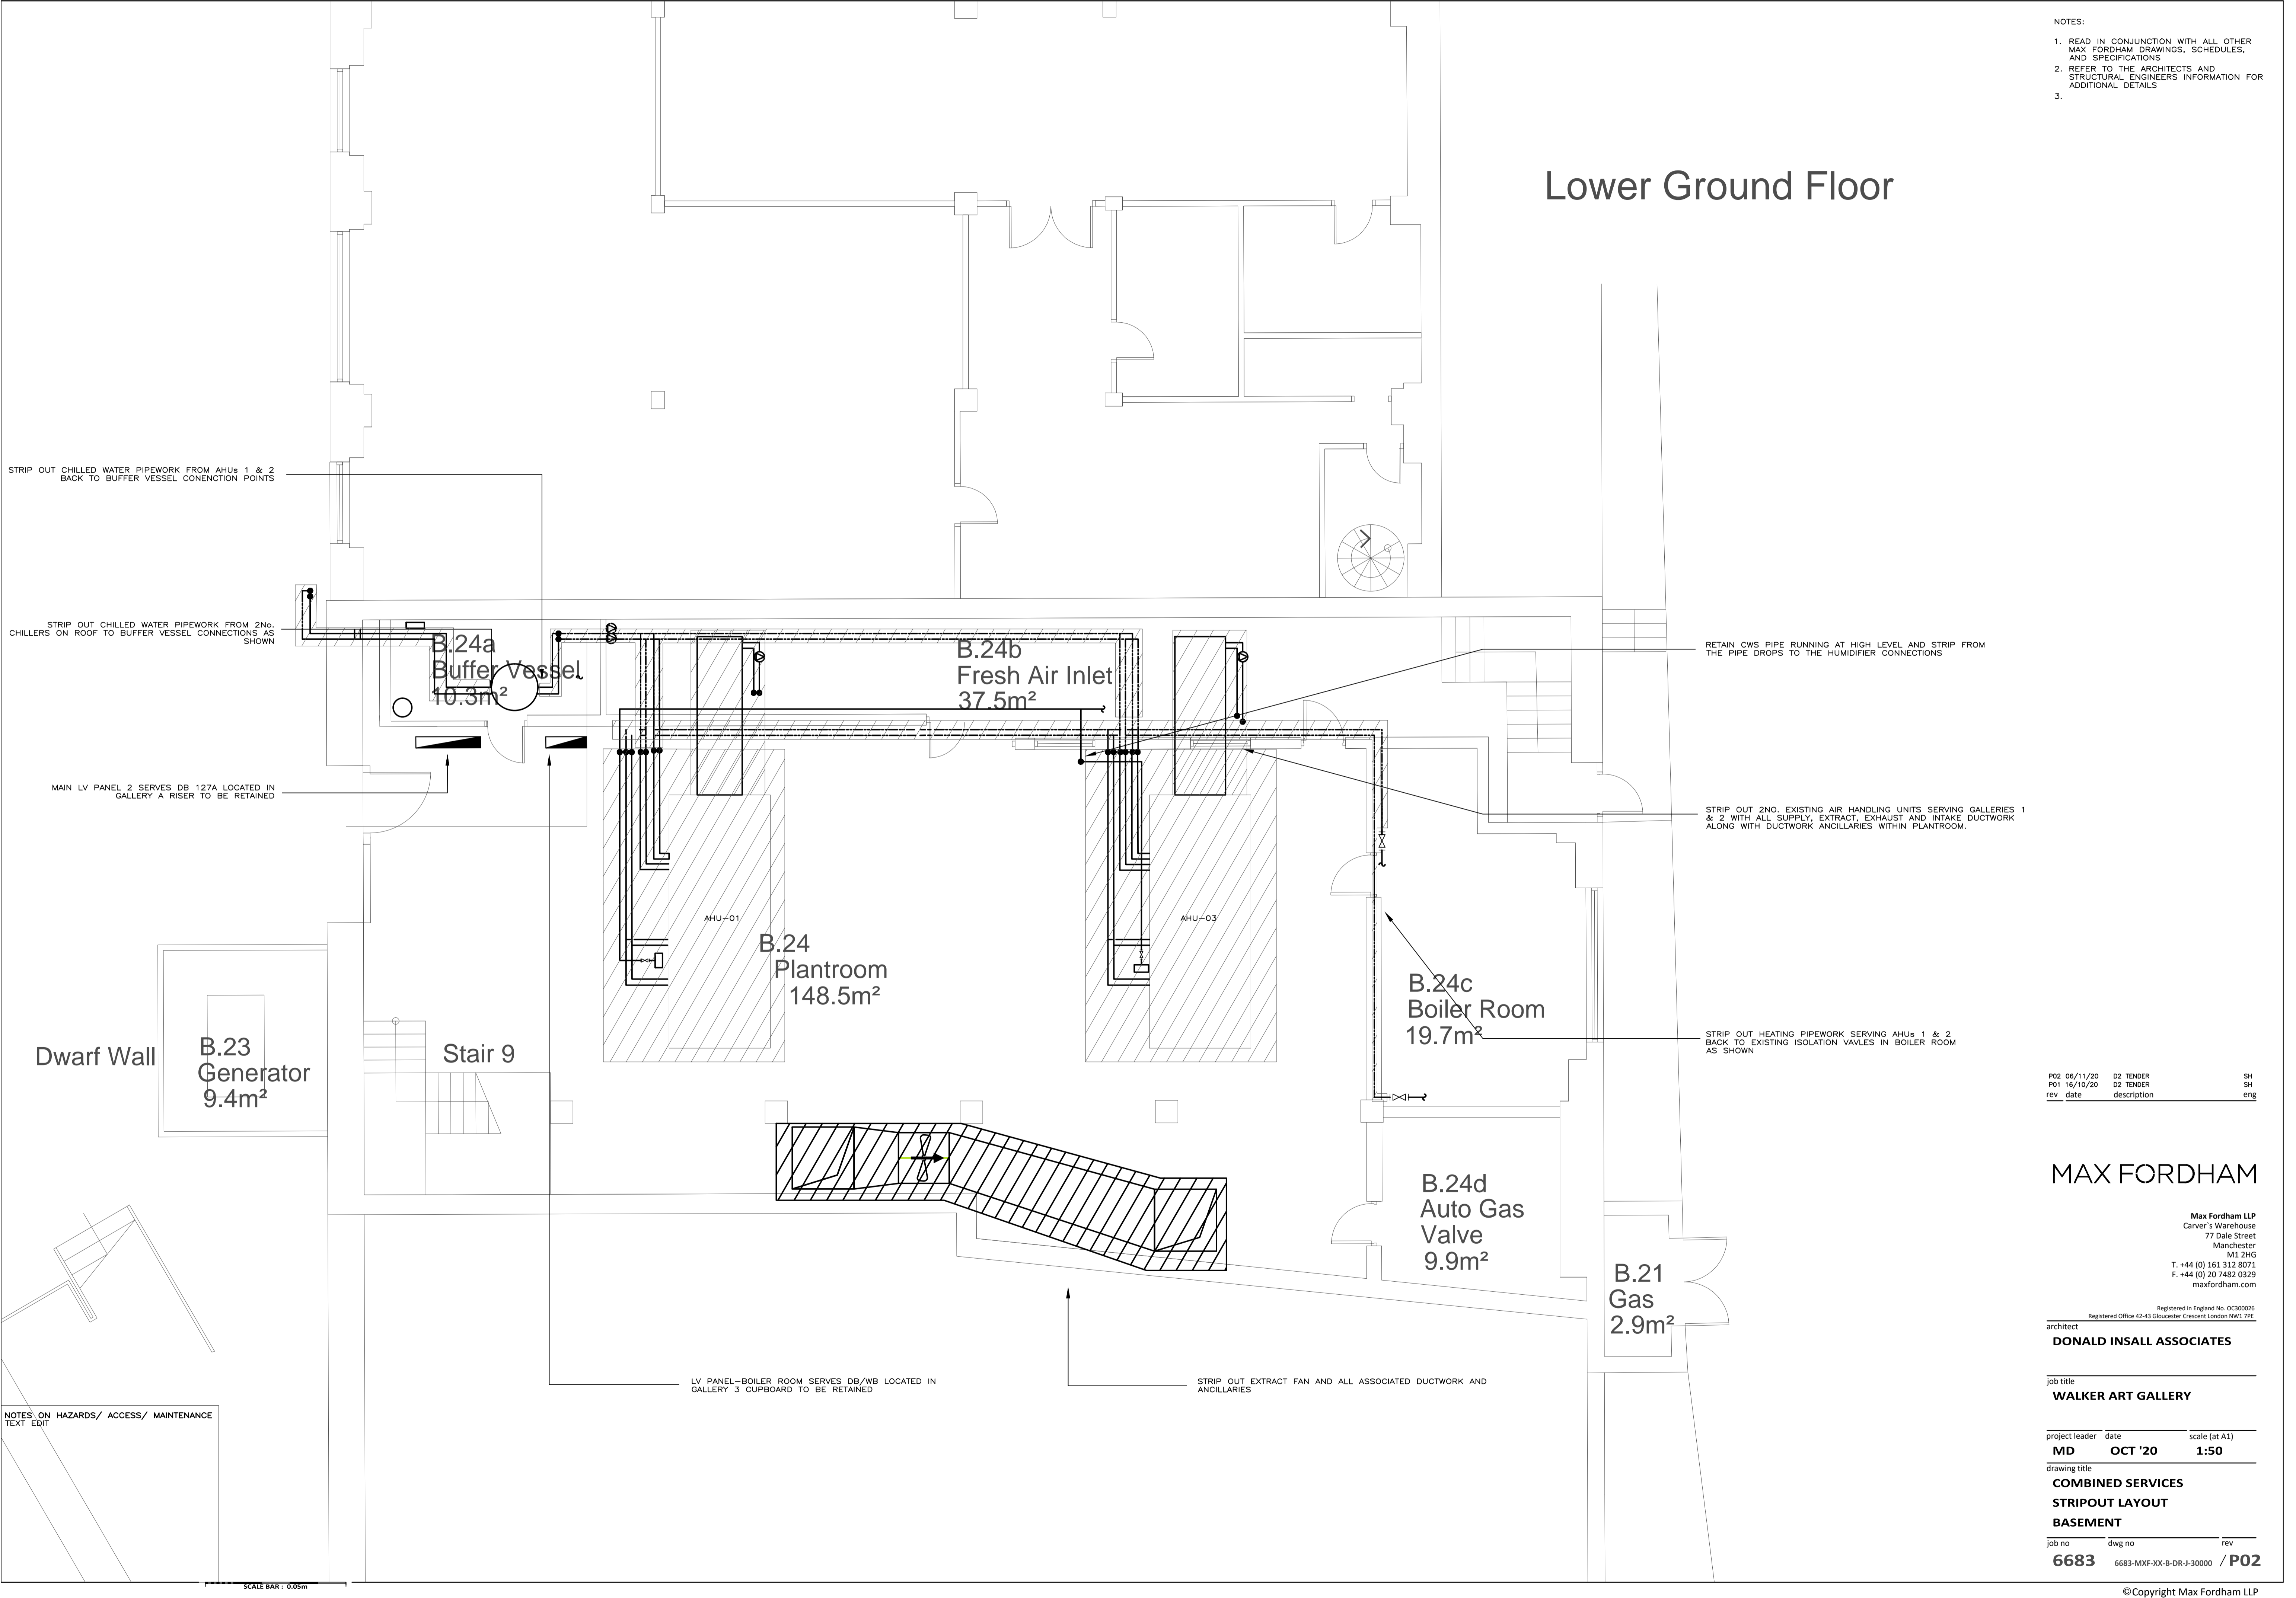 NOTES:
1. READ IN CONJUNCTION WITH ALL OTHER
MAX FORDHAM DRAWINGS, SCHEDULES,
AND SPECIFICATIONS
2. REFER TO THE ARCHITECTS AND
STRUCTURAL ENGINEERS INFORMATION FOR
ADDITIONAL DETAILS
3.
Lower Ground Floor
STRIP OUT CHILLED WATER PIPEWORK FROM AHUs 1 & 2
BACK TO BUFFER VESSEL CONENCTION POINTS
STRIP OUT CHILLED WATER PIPEWORK FROM 2No.
CHILLERS ON ROOF TO BUFFER VESSEL CONNECTIONS AS
SHOWN
B.24a
Buffer Vessel
10.3m²
B.24b
Fresh Air Inlet
37.5m²
RETAIN CWS PIPE RUNNING AT HIGH LEVEL AND STRIP FROM
THE PIPE DROPS TO THE HUMIDIFIER CONNECTIONS
MAIN LV PANEL 2 SERVES DB 127A LOCATED IN
GALLERY A RISER TO BE RETAINED
STRIP OUT 2NO. EXISTING AIR HANDLING UNITS SERVING GALLERIES 1
& 2 WITH ALL SUPPLY, EXTRACT, EXHAUST AND INTAKE DUCTWORK
ALONG WITH DUCTWORK ANCILLARIES WITHIN PLANTROOM.
AHU-01
AHU-03
B.24
Plantroom
148.5m²
B.24c
Boiler Room
19.7m²
STRIP OUT HEATING PIPEWORK SERVING AHUs 1 & 2
BACK TO EXISTING ISOLATION VAVLES IN BOILER ROOM
AS SHOWN
Dwarf Wall
B.23
Generator
9.4m²
Stair 9
B.24d
Auto Gas
Valve
9.9m²
B.21
Gas
2.9m²
LV PANEL-BOILER ROOM SERVES DB/WB LOCATED IN
GALLERY 3 CUPBOARD TO BE RETAINED
STRIP OUT EXTRACT FAN AND ALL ASSOCIATED DUCTWORK AND
ANCILLARIES
NOTES ON HAZARDS/ ACCESS/ MAINTENANCE
TEXT EDIT
SCALE BAR : 0.05m
P02 06/11/20 D2 TENDER SH
P01 16/10/20 D2 TENDER SH
rev date description eng
MAX FORDHAM
Max Fordham LLP
Carver`s Warehouse
77 Dale Street
Manchester
M1 2HG
T. +44 (0) 161 312 8071
F. +44 (0) 20 7482 0329
maxfordham.com
Registered in England No. OC300026
Registered Office 42-43 Gloucester Crescent London NW1 7PE
architect
DONALD INSALL ASSOCIATES
job title
WALKER ART GALLERY
project leader date scale (at A1)
MD OCT '20 1:50
drawing title
COMBINED SERVICES
STRIPOUT LAYOUT
BASEMENT
job no dwg no rev
6683 6683-MXF-XX-B-DR-J-30000 / P02
©Copyright Max Fordham LLP